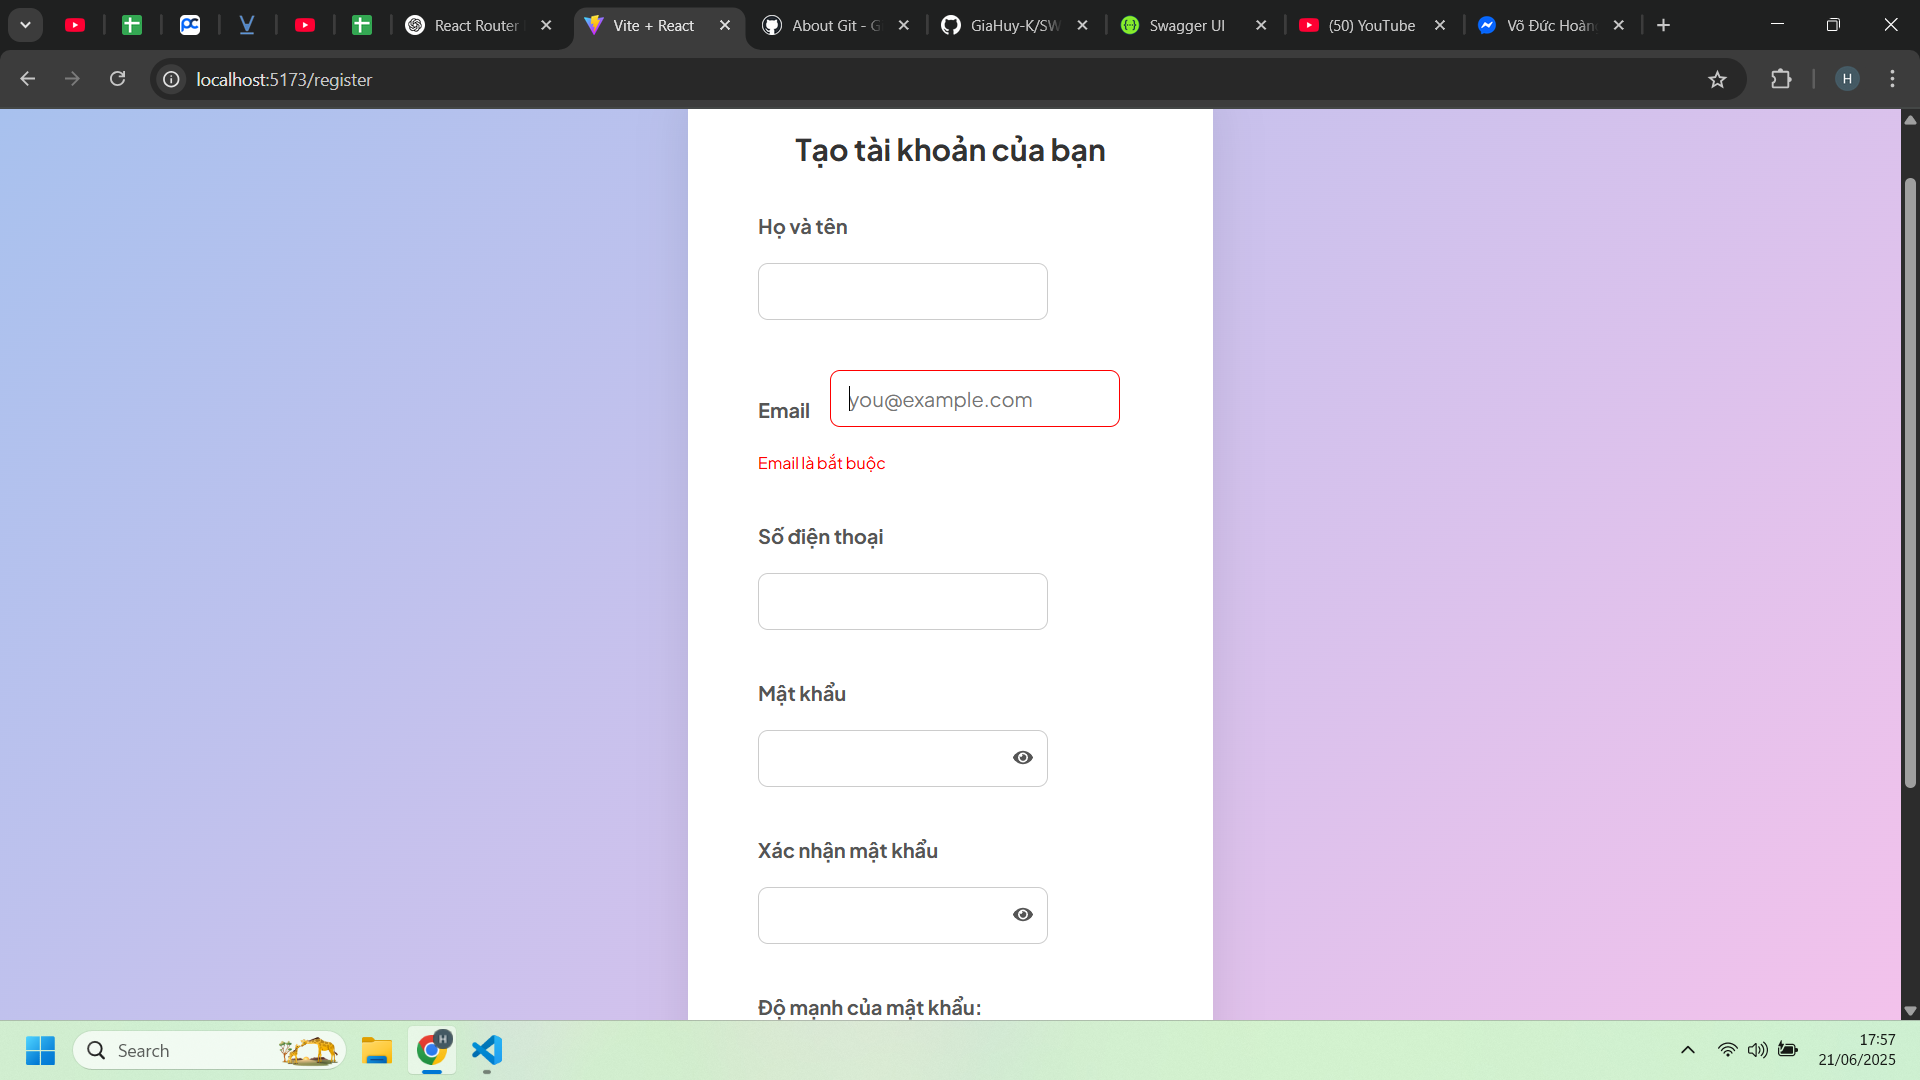 React Router
Vite + React
About Git - G
GiaHuy-K/SW
Swagger UI
(50) YouTube
Võ Đức Hoàn
localhost:5173/register
H
Tạo tài khoản của bạn
Họ và tên
Email
you@example.com
Email là bắt buộc
Số điện thoại
Mật khẩu
Xác nhận mật khẩu
Độ mạnh của mật khẩu:
Search
H
17:57
21/06/2025